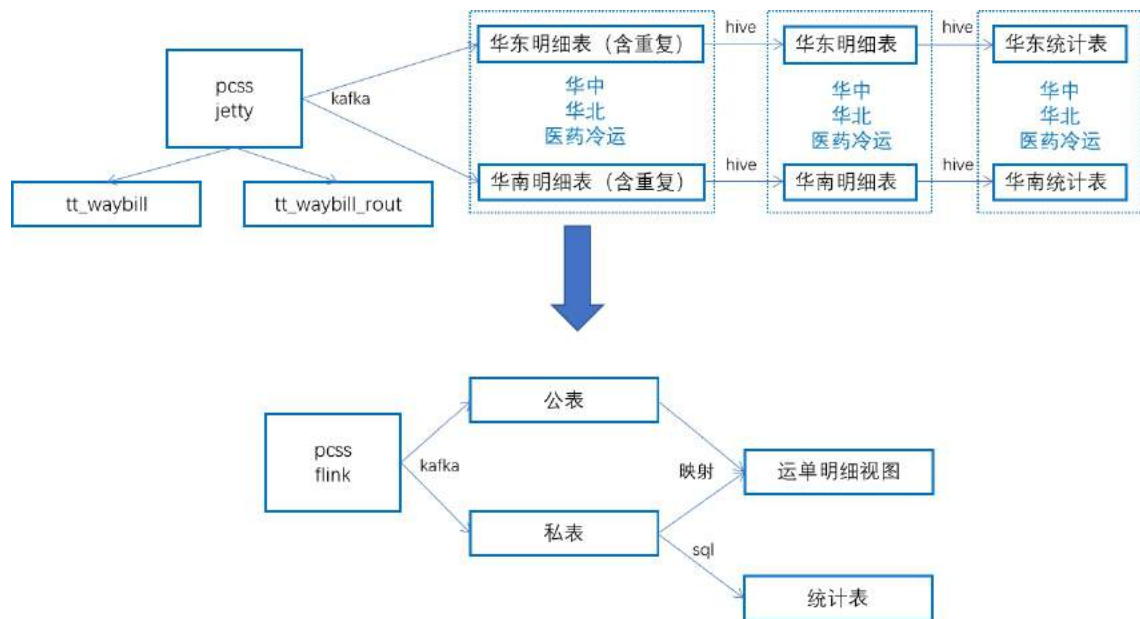 pcss
jetty
kafka
tt_waybill
tt_waybill_rout
华东明细表（含重复）
华中
华北
医药冷运
华南明细表（含重复）
hive
hive
华东明细表
华中
华北
医药冷运
华南明细表
hive
hive
华东统计表
华中
华北
医药冷运
华南统计表
pcss
flink
kafka
公表
私表
映射
sql
运单明细视图
统计表